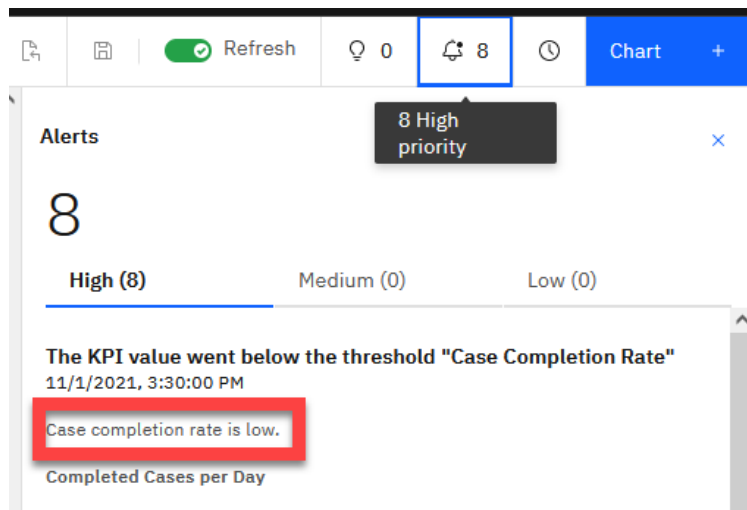 Refresh 0 8 Chart +
8 High
priority
Alerts
8
High (8) Medium (0) Low (0)
The KPI value went below the threshold "Case Completion Rate"
11/1/2021, 3:30:00 PM
Case completion rate is low.
Completed Cases per Day